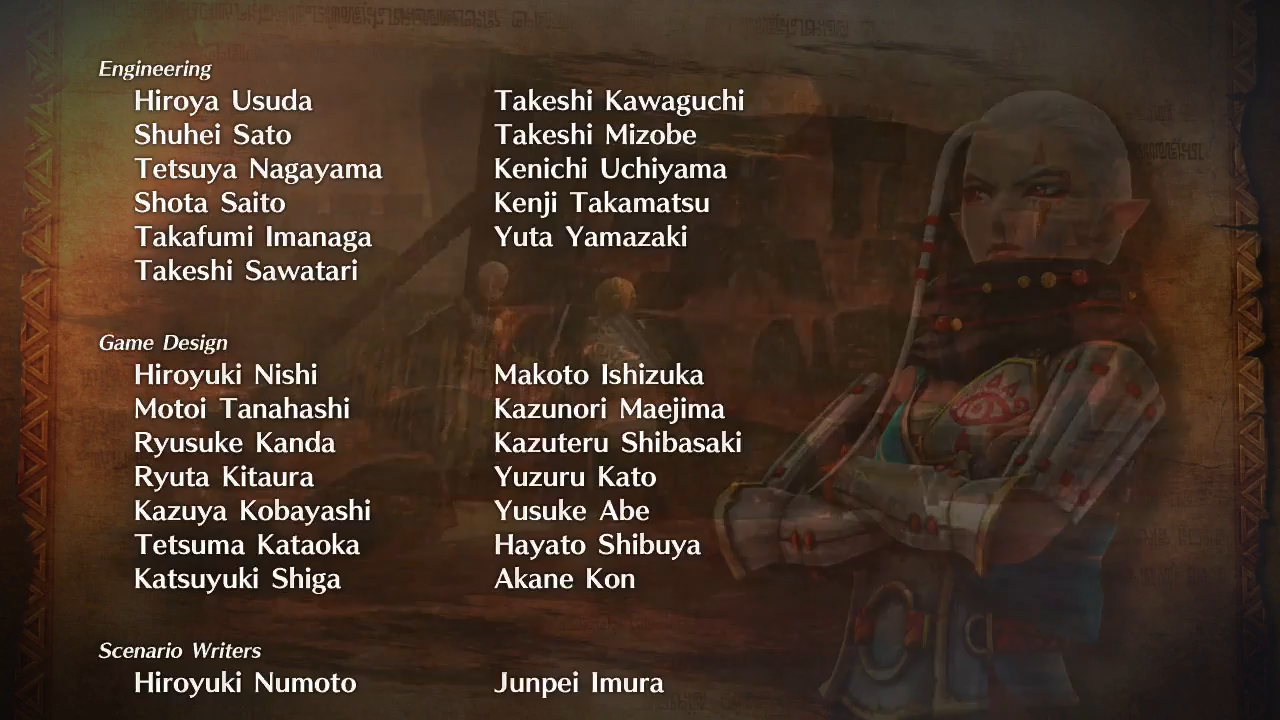 Engineering
Hiroya Usuda Takeshi Kawaguchi
Shuhei Sato Takeshi Mizobe
Tetsuya Nagayama Kenichi Uchiyama
Shota Saito Kenji Takamatsu
Takafumi Imanaga Yuta Yamazaki
Takeshi Sawatari
Game Design
Hiroyuki Nishi Makoto Ishizuka
Motoi Tanahashi Kazunori Maejima
Ryusuke Kanda Kazuteru Shibasaki
Ryuta Kitaura Yuzuru Kato
Kazuya Kobayashi Yusuke Abe
Tetsuma Kataoka Hayato Shibuya
Katsuyuki Shiga Akane Kon
Scenario Writers
Hiroyuki Numoto Junpei Imura